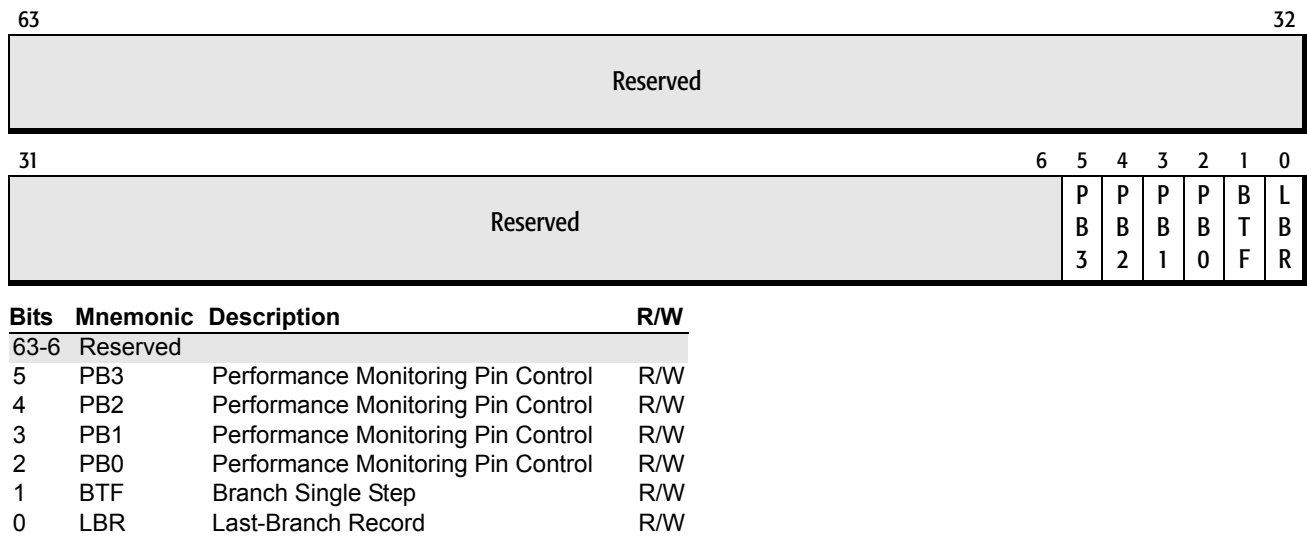 63 32
Reserved
31 6 5 4 3 2 1 0
Reserved
P P P P B L
B B B B T B
3 2 1 0 F R
Bits Mnemonic Description R/W
63-6 Reserved
5 PB3 Performance Monitoring Pin Control R/W
4 PB2 Performance Monitoring Pin Control R/W
3 PB1 Performance Monitoring Pin Control R/W
2 PB0 Performance Monitoring Pin Control R/W
1 BTF Branch Single Step R/W
0 LBR Last-Branch Record R/W